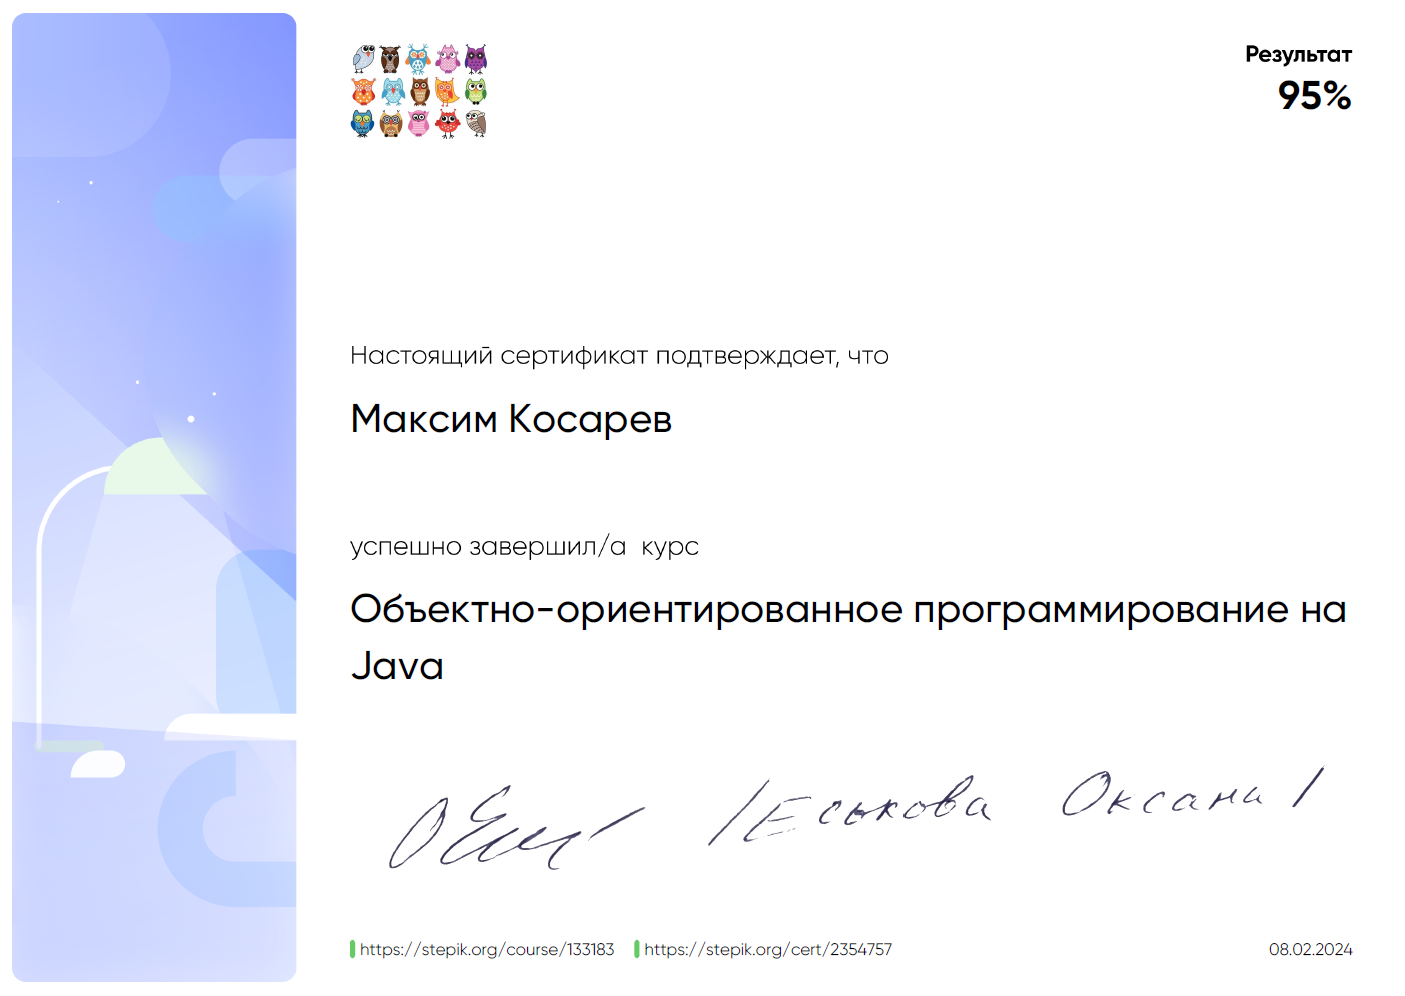 Результат
95%
Настоящий сертификат подтверждает, что
Максим Косарев
успешно завершил/а курс
Объектно-ориентированное программирование на
Java
/Еськова Оксана/
https://stepik.org/course/133183 https://stepik.org/cert/2354757 08.02.2024